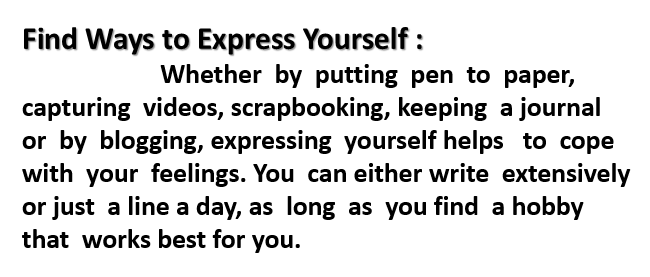 Find Ways to Express Yourself :
Whether by putting pen to paper,
capturing videos, scrapbooking, keeping a journal
or by blogging, expressing yourself helps to cope
with your feelings. You can either write extensively
or just a line a day, as long as you find a hobby
that works best for you.